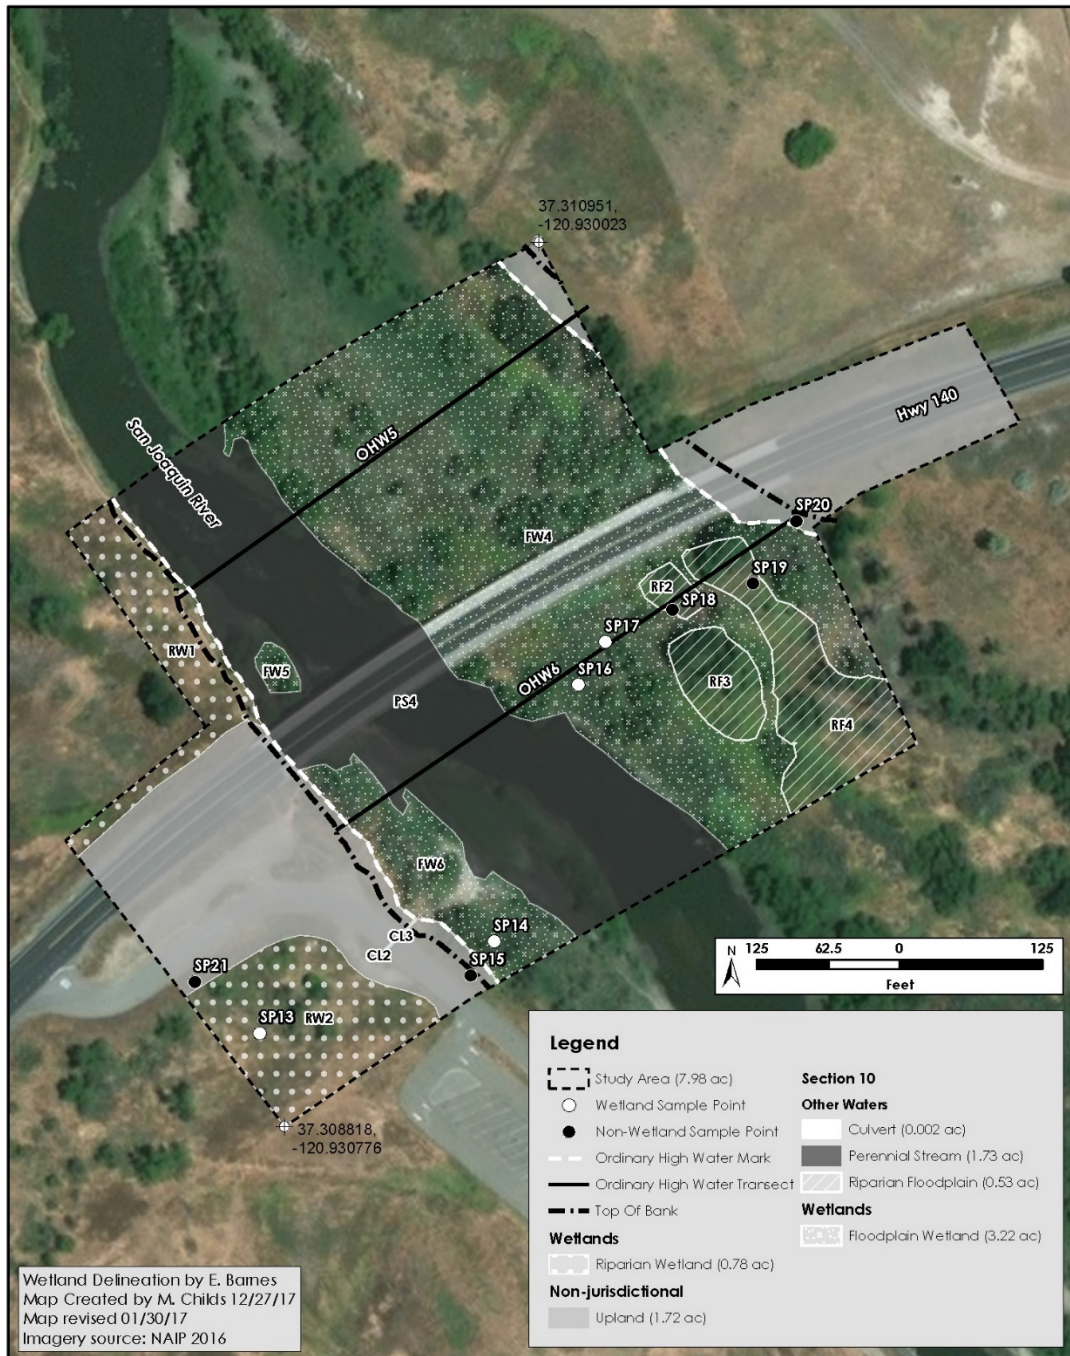 37.310951,
-120.930023
Hwy 140
San Joaquin River
OHW5
FW4
SP20
SP19
RF2
SP18
SP17
RW1
FW5
SP16
OHW6
RF3
PS4
RF4
FW6
SP14
CL3
CL2
SP15
SP21
SP13
RW2
N
125 62.5 0 125
Feet
37.308818,
-120.930776
Legend
Study Area (7.98 ac)
Wetland Sample Point
Non-Wetland Sample Point
Ordinary High Water Mark
Ordinary High Water Transect
Top Of Bank
Wetlands
Riparian Wetland (0.78 ac)
Non-jurisdictional
Upland (1.72 ac)
Section 10
Other Waters
Culvert (0.002 ac)
Perennial Stream (1.73 ac)
Riparian Floodplain (0.53 ac)
Wetlands
Floodplain Wetland (3.22 ac)
Wetland Delineation by E. Barnes
Map Created by M. Childs 12/27/17
Map revised 01/30/17
Imagery source: NAIP 2016